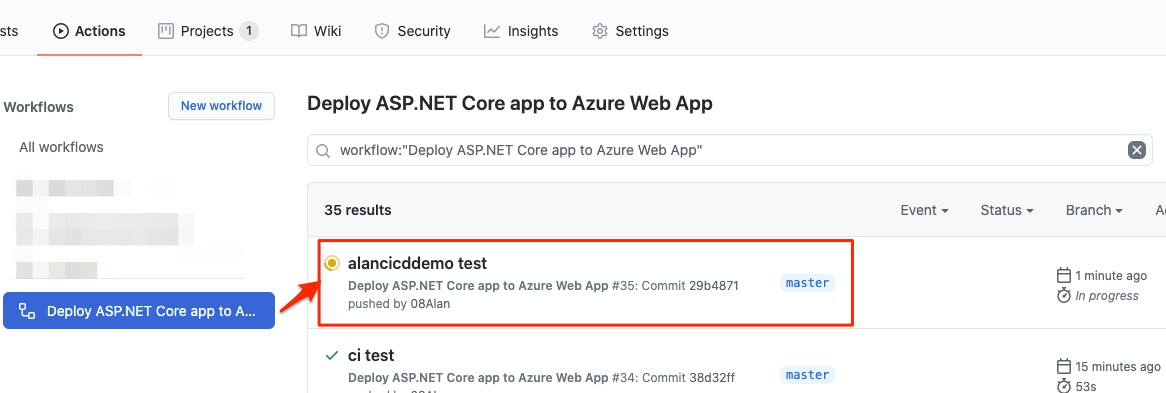 sts Actions Projects 1 Wiki Security Insights Settings
Workflows New workflow
All workflows
Deploy ASP.NET Core app to A...
Deploy ASP.NET Core app to Azure Web App
workflow:"Deploy ASP.NET Core app to Azure Web App"
35 results Event Status Branch
alancicddemo test
Deploy ASP.NET Core app to Azure Web App #35: Commit 29b4871
pushed by 08Alan
master
1 minute ago
In progress
ci test
Deploy ASP.NET Core app to Azure Web App #34: Commit 38d32ff
master
15 minutes ago
53s